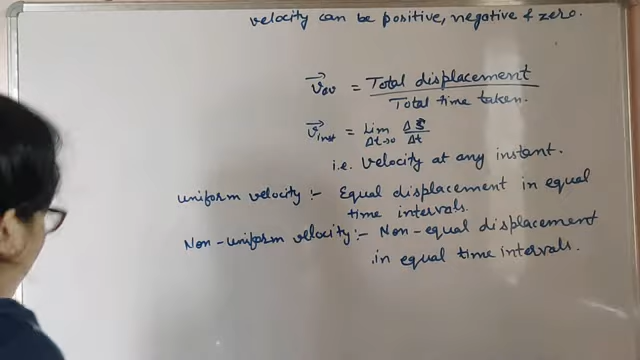 velocity can be positive, negative & zero.
→Vav = Total displacement / Total time taken.
→Vinst = Lim Δt→0 ΔS/Δt
i.e. velocity at any instant.
uniform velocity :- Equal displacement in equal
time intervals.
Non-uniform velocity :- Non-equal displacement
in equal time intervals.